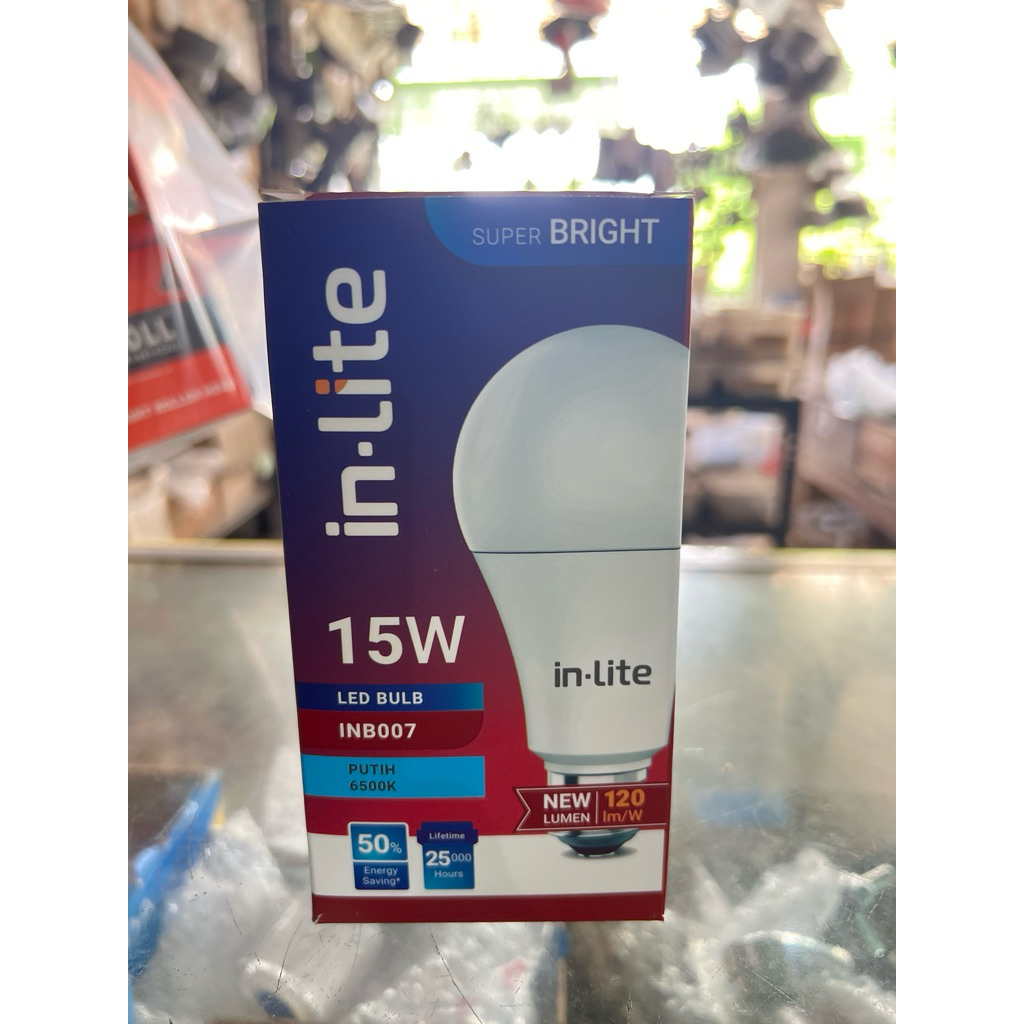 SUPER BRIGHT
in·lite
15W
LED BULB
INB007
PUTIH
6500K
in·lite
NEW
LUMEN
120
lm/W
50%
Energy
Saving*
Lifetime
25000
Hours
OLL